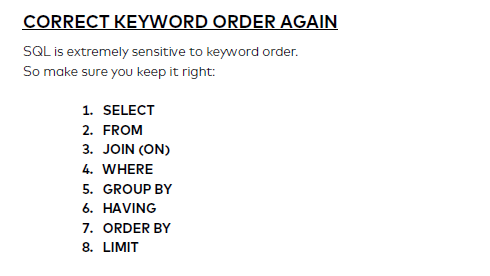 CORRECT KEYWORD ORDER AGAIN
SQL is extremely sensitive to keyword order.
So make sure you keep it right:
1. SELECT
2. FROM
3. JOIN (ON)
4. WHERE
5. GROUP BY
6. HAVING
7. ORDER BY
8. LIMIT